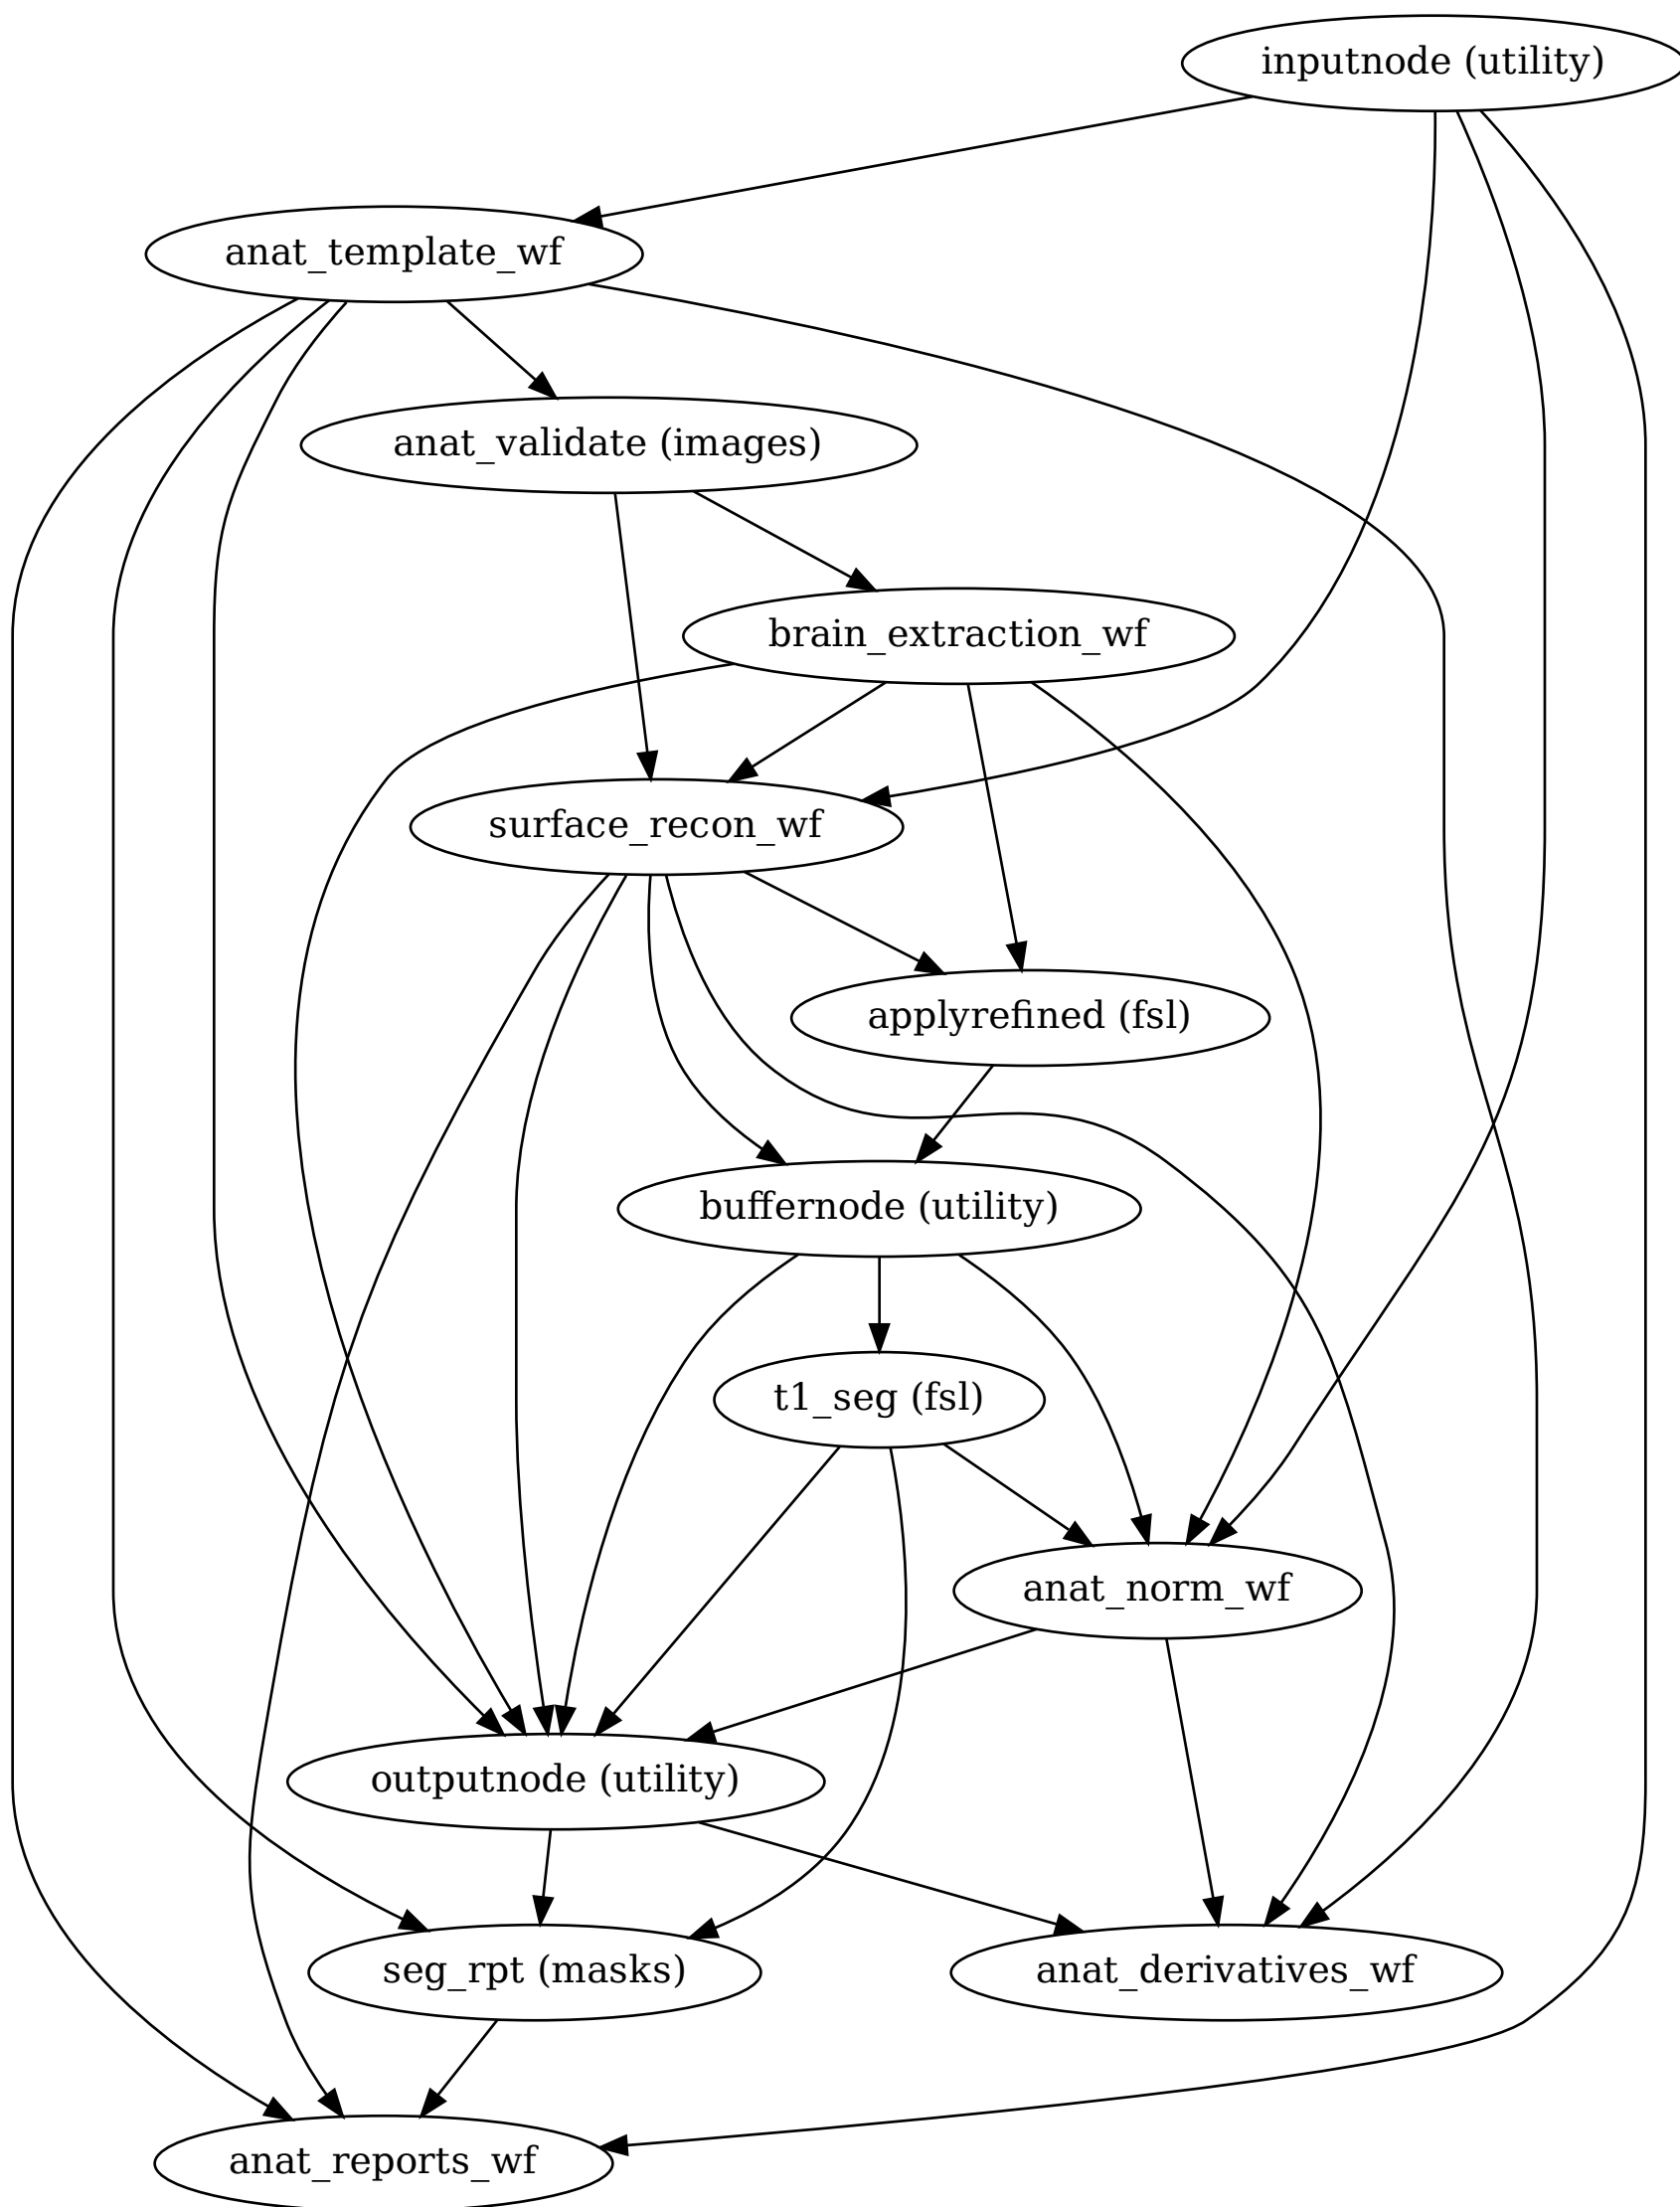 inputnode (utility)
anat_template_wf
anat_validate (images)
brain_extraction_wf
surface_recon_wf
applyrefined (fsl)
buffernode (utility)
t1_seg (fsl)
anat_norm_wf
outputnode (utility)
seg_rpt (masks)
anat_derivatives_wf
anat_reports_wf